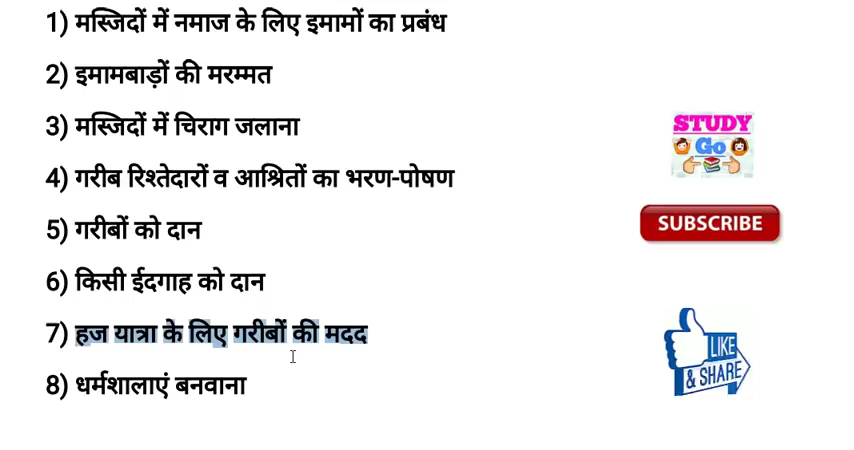 1) मस्जिदों में नमाज के लिए इमामों का प्रबंध
2) इमामबाड़ों की मरम्मत
3) मस्जिदों में चिराग जलाना
STUDY
Go
4) गरीब रिश्तेदारों व आश्रितों का भरण-पोषण
5) गरीबों को दान
SUBSCRIBE
6) किसी ईदगाह को दान
7) हज यात्रा के लिए गरीबों की मदद
LIKE
& SHARE
8) धर्मशालाएं बनवाना